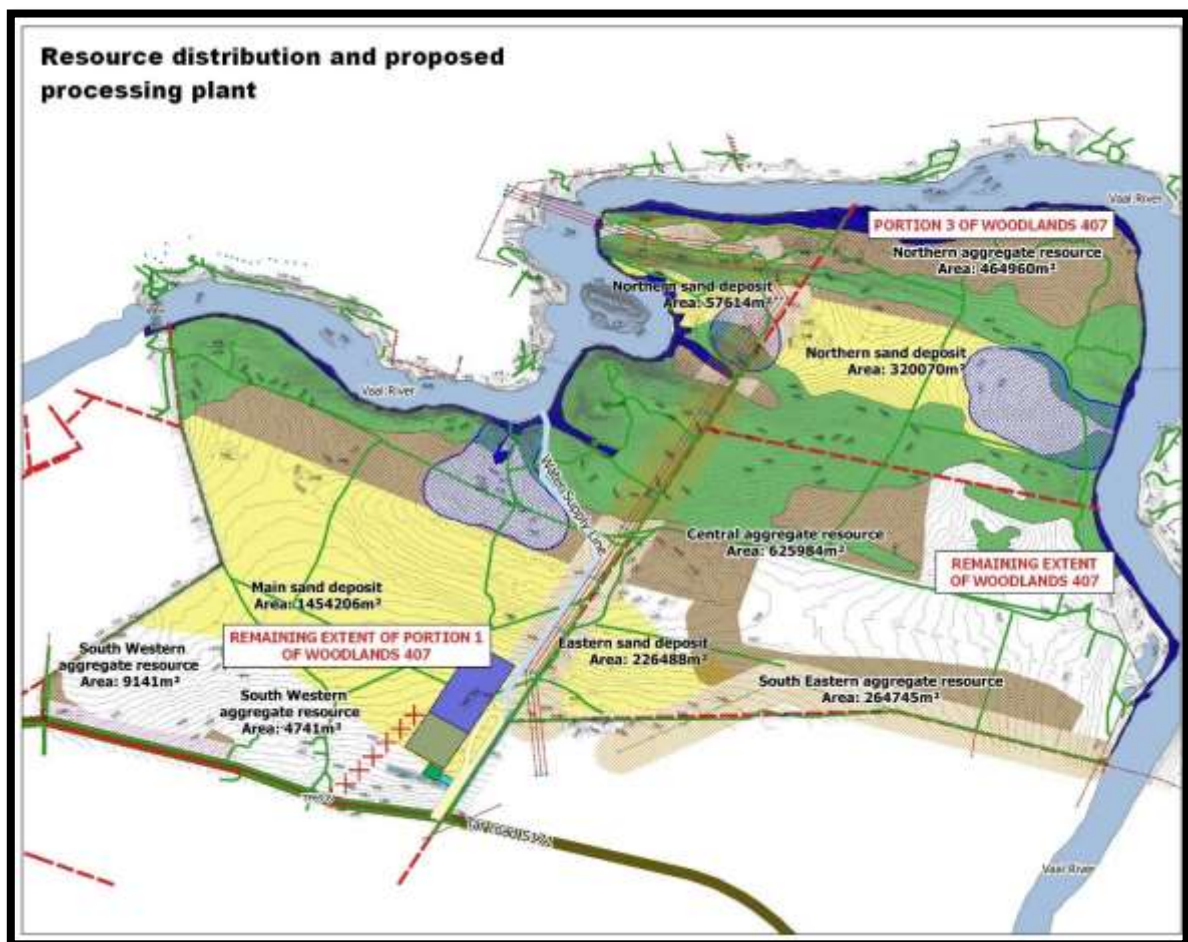 Resource distribution and proposed
processing plant
Vaal River
PORTION 3 OF WOODLANDS 407
Northern aggregate resource
Area: 464960m²
Northern sand deposit
Area: 57614m²
Northern sand deposit
Area: 320070m²
Vaal River
Water Supply Line
Central aggregate resource
Area: 625984m²
REMAINING EXTENT
OF WOODLANDS 407
Main sand deposit
Area: 1454206m²
REMAINING EXTENT OF PORTION 1
OF WOODLANDS 407
Eastern sand deposit
Area: 226488m²
South Western
aggregate resource
Area: 9141m²
South Eastern aggregate resource
Area: 264745m²
South Western
aggregate resource
Area: 4741m²
Vaal River